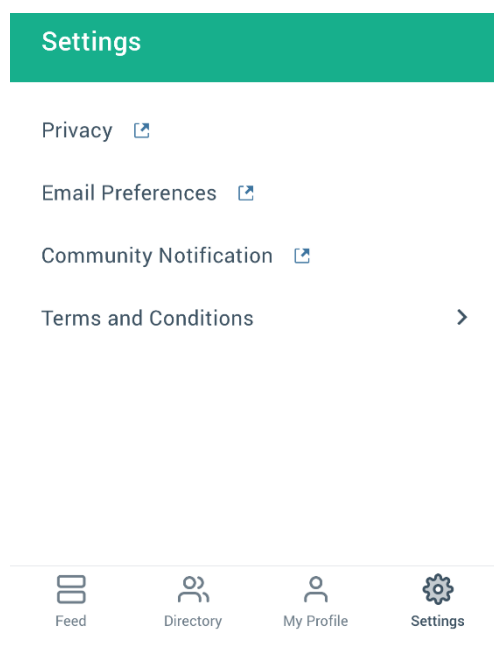 Settings
Privacy
Email Preferences
Community Notification
Terms and Conditions
Feed Directory My Profile Settings